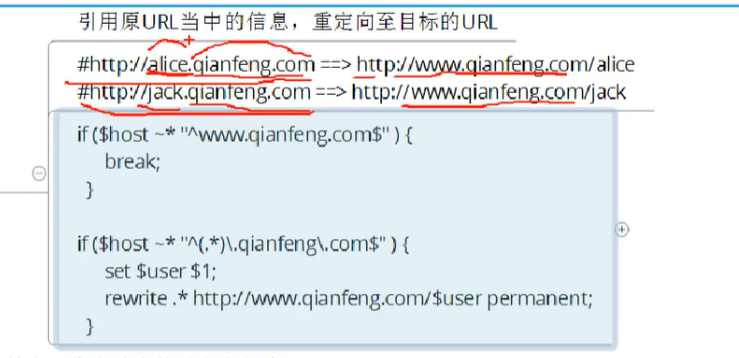 引用原URL当中的信息，重定向至目标的URL
#http://alice.qianfeng.com ==> http://www.qianfeng.com/alice
#http://jack.qianfeng.com ==> http://www.qianfeng.com/jack
if ($host ~* "^www.qianfeng.com$" ) {
break;
}
if ($host ~* "^(.*)\.qianfeng\.com$" ) {
set $user $1;
rewrite .* http://www.qianfeng.com/$user permanent;
}